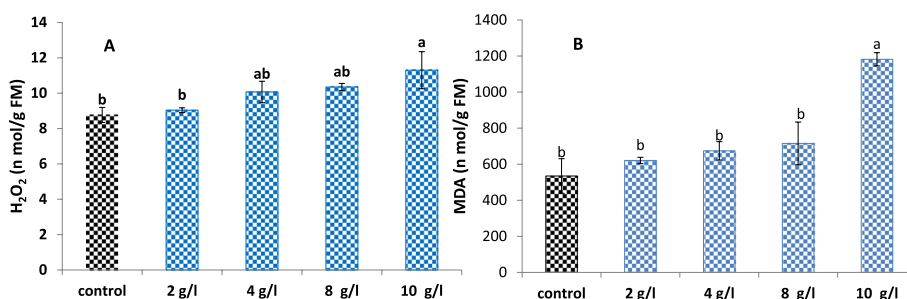 A
H₂O₂ (n mol/g FM)
14
12
10
8
6
4
2
0
b
b
ab
ab
a
control
2 g/l
4 g/l
8 g/l
10 g/l
B
MDA (n mol/g FM)
1400
1200
1000
800
600
400
200
0
b
b
b
b
a
control
2 g/l
4 g/l
8 g/l
10 g/l